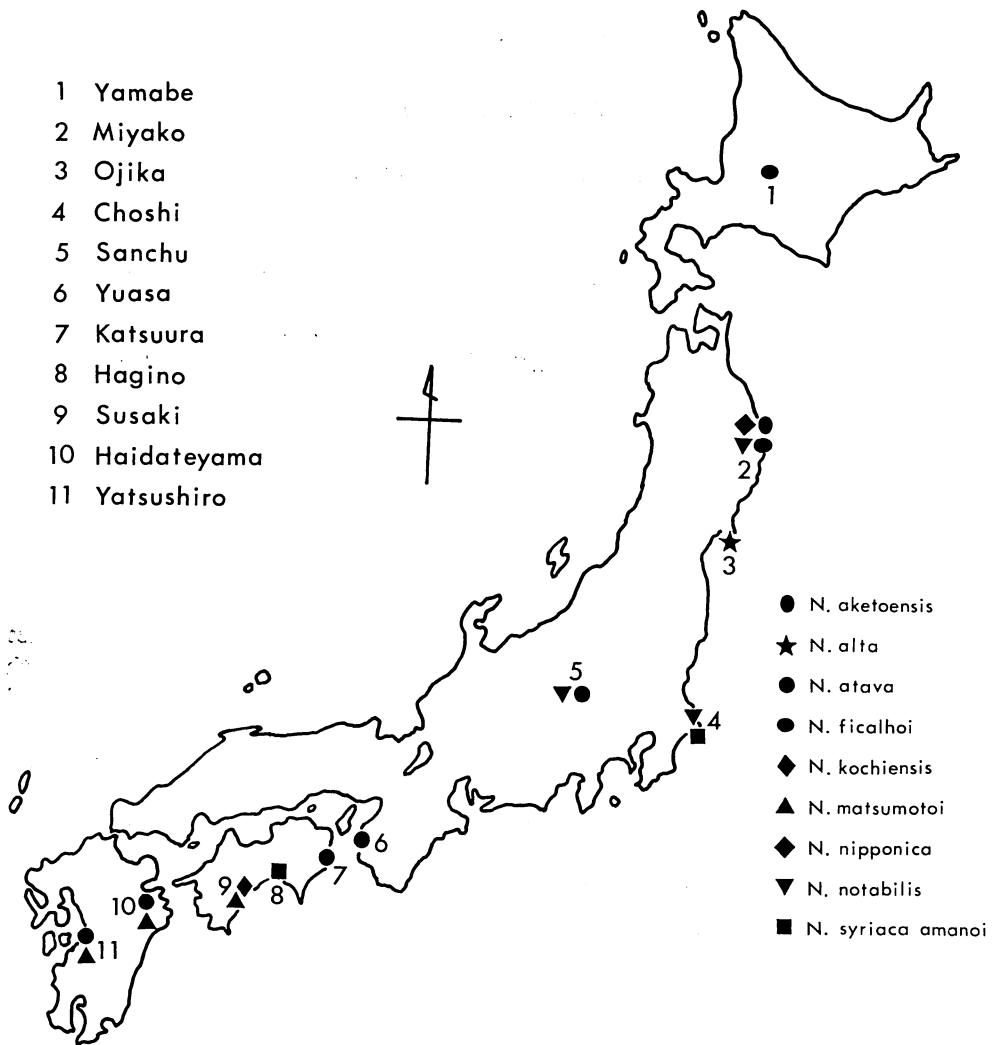 1 Yamabe
2 Miyako
3 Ojika
4 Choshi
5 Sanchu
6 Yuasa
7 Katsuura
8 Hagino
9 Susaki
10 Haidateyama
11 Yatsushiro
1
2
3
N. aketoensis
N. alta
N. atava
N. ficalhoi
N. kochiensis
N. matsumotoi
N. nipponica
N. notabilis
N. syriaca amanoi
5
4
6
7
8
9
10
11